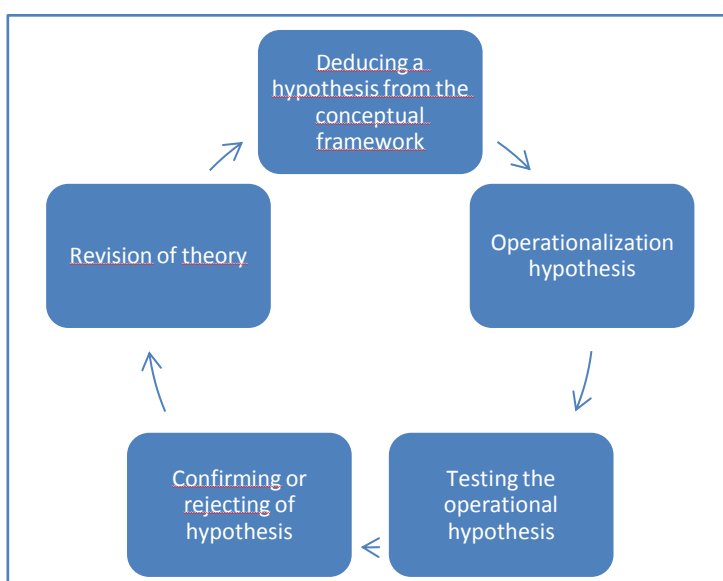 Deducing a
hypothesis from the
conceptual
framework
Operationalization
hypothesis
Testing the
operational
hypothesis
Confirming or
rejecting of
hypothesis
Revision of theory